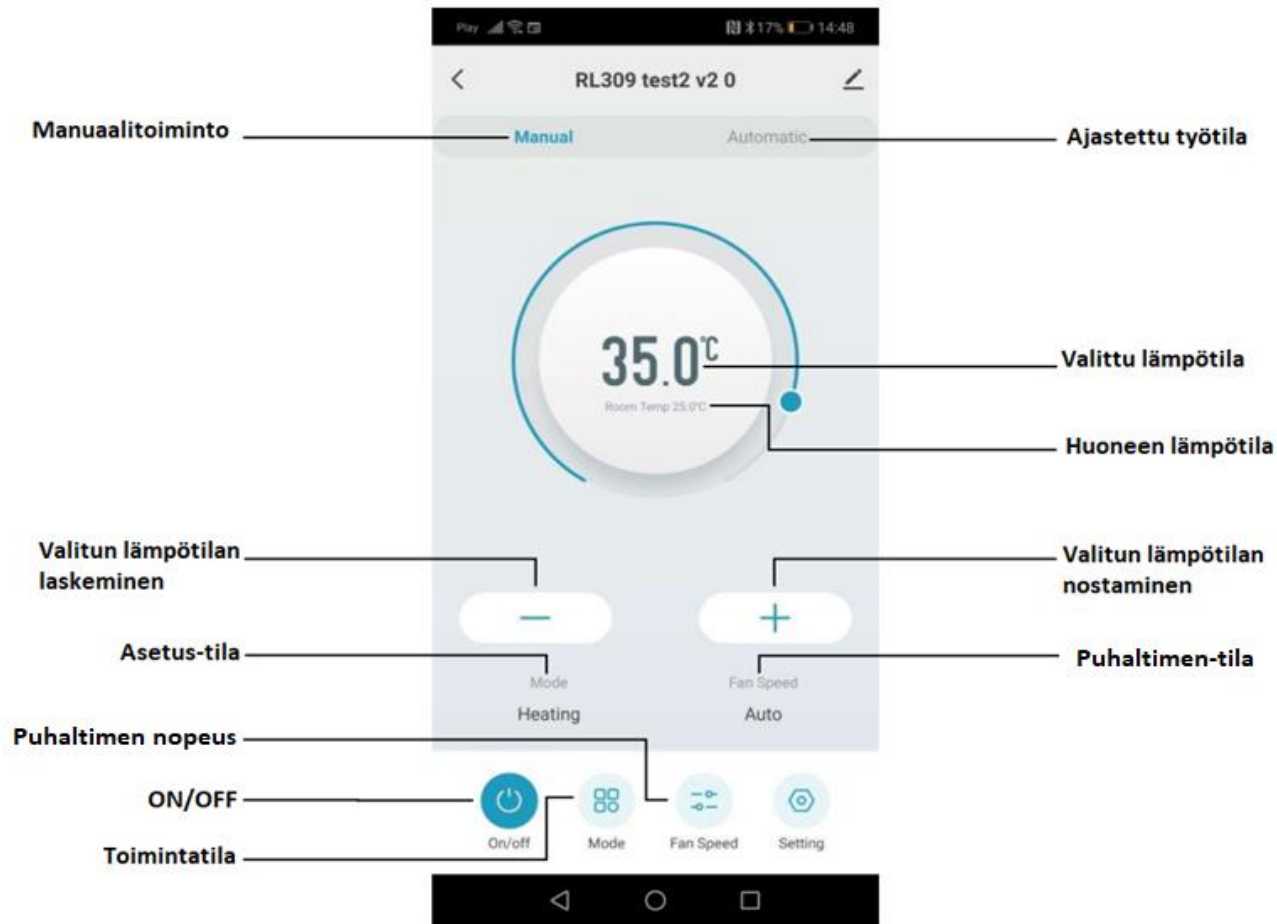 Play 17% 14:48
RL309 test2 v2 0
Manuaalitoiminto
Manual
Automatic
Ajastettu työtila
35.0℃
Valittu lämpötila
Room Temp 25.0℃
Huoneen lämpötila
Valitun lämpötilan
laskeminen
Valitun lämpötilan
nostaminen
Asetus-tila
Puhaltimen-tila
Mode
Fan Speed
Heating
Auto
Puhaltimen nopeus
ON/OFF
Toimintatila
On/off
Mode
Fan Speed
Setting